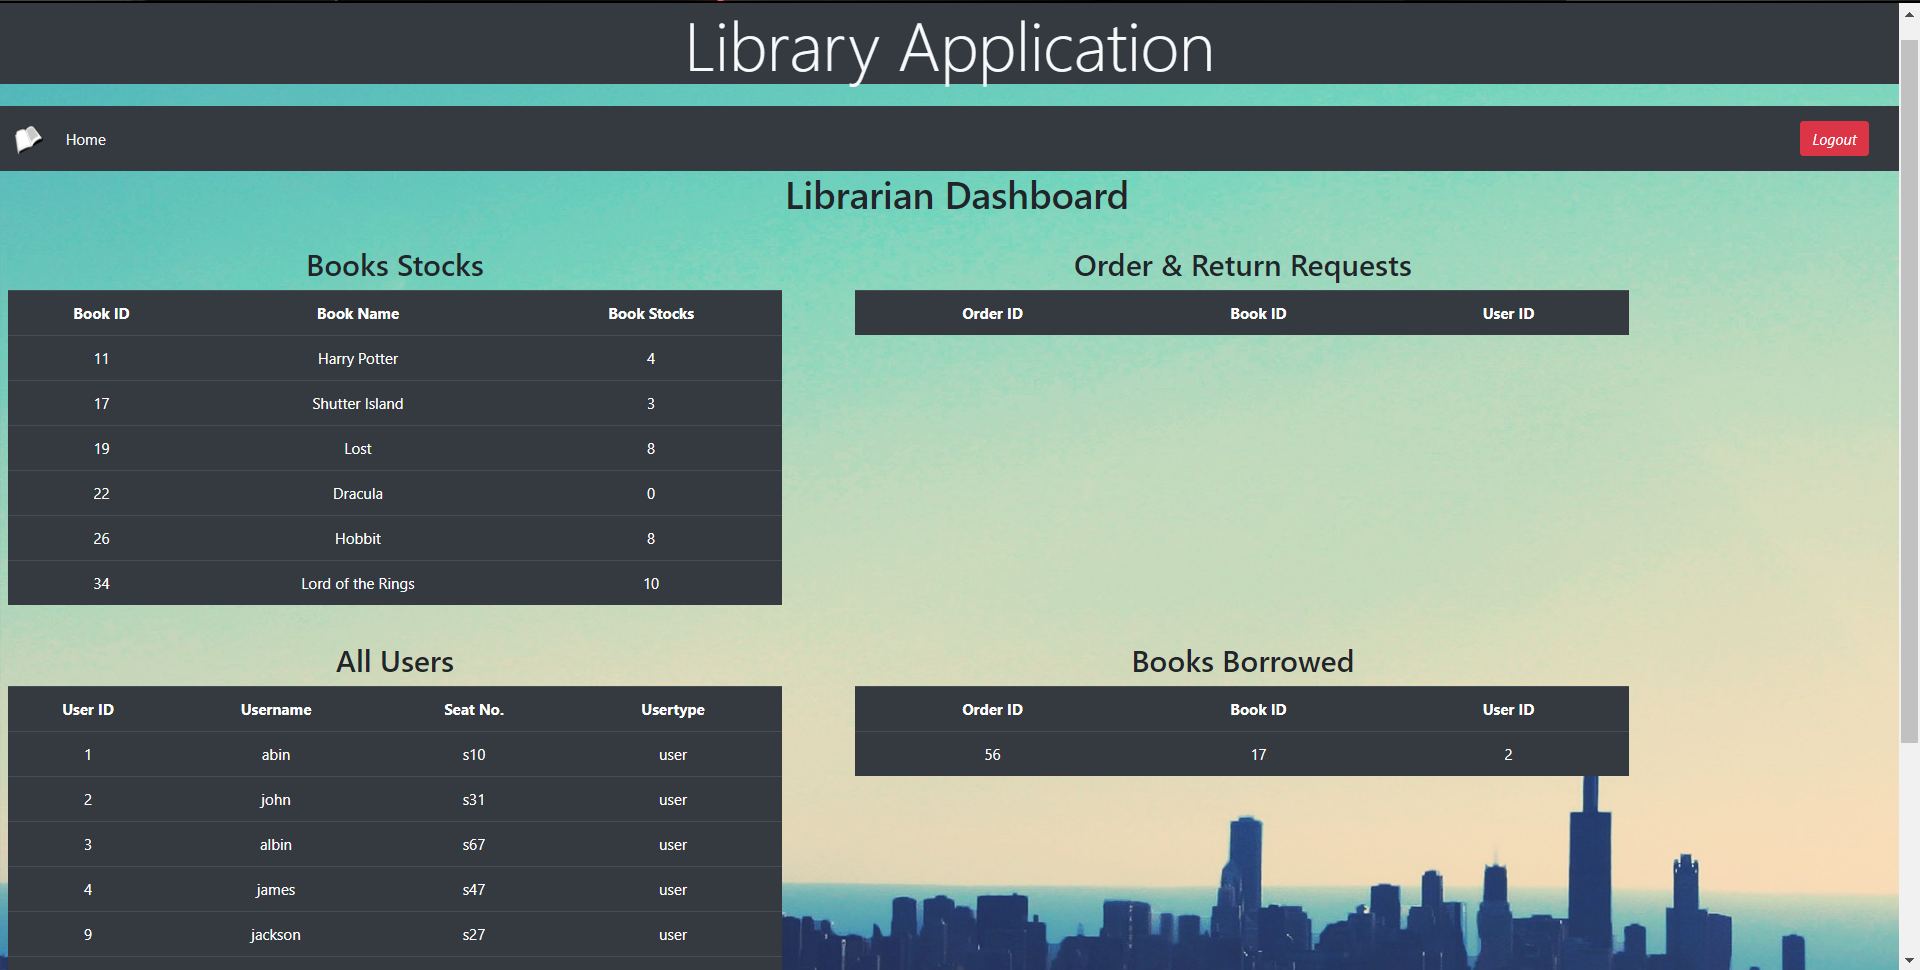 Library Application
Home
Logout
Librarian Dashboard
Books Stocks
Book ID Book Name Book Stocks
11 Harry Potter 4
17 Shutter Island 3
19 Lost 8
22 Dracula 0
26 Hobbit 8
34 Lord of the Rings 10
Order & Return Requests
Order ID Book ID User ID
All Users
User ID Username Seat No. Usertype
1 abin s10 user
2 john s31 user
3 albin s67 user
4 james s47 user
9 jackson s27 user
Books Borrowed
Order ID Book ID User ID
56 17 2